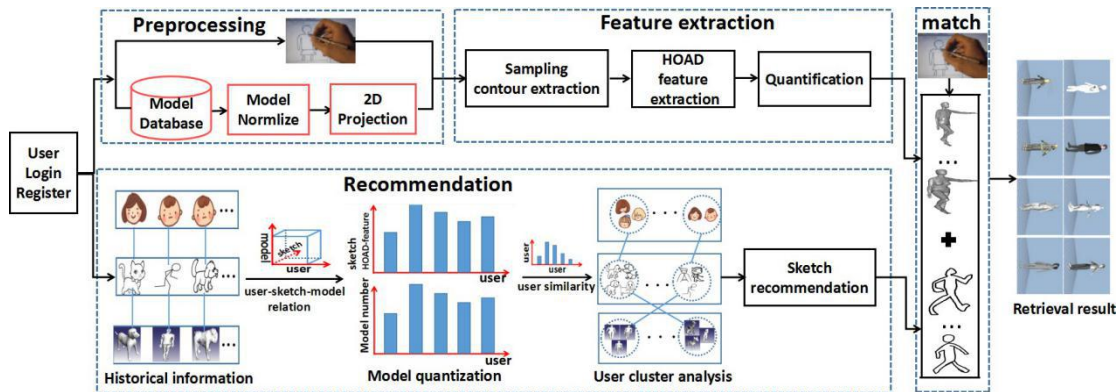 Preprocessing
Model
Database
Model
Normlize
2D
Projection
Feature extraction
Sampling
contour extraction
HOAD
feature
extraction
Quantification
match
...
...
Retrieval result
User
Login
Register
Recommendation
...
...
...
Historical information
model
sketch
user
user-sketch-model
relation
sketch
HOAD-feature
user
Model number
user
Model quantization
user
user similarity
. . .
. . .
. . .
User cluster analysis
Sketch
recommendation